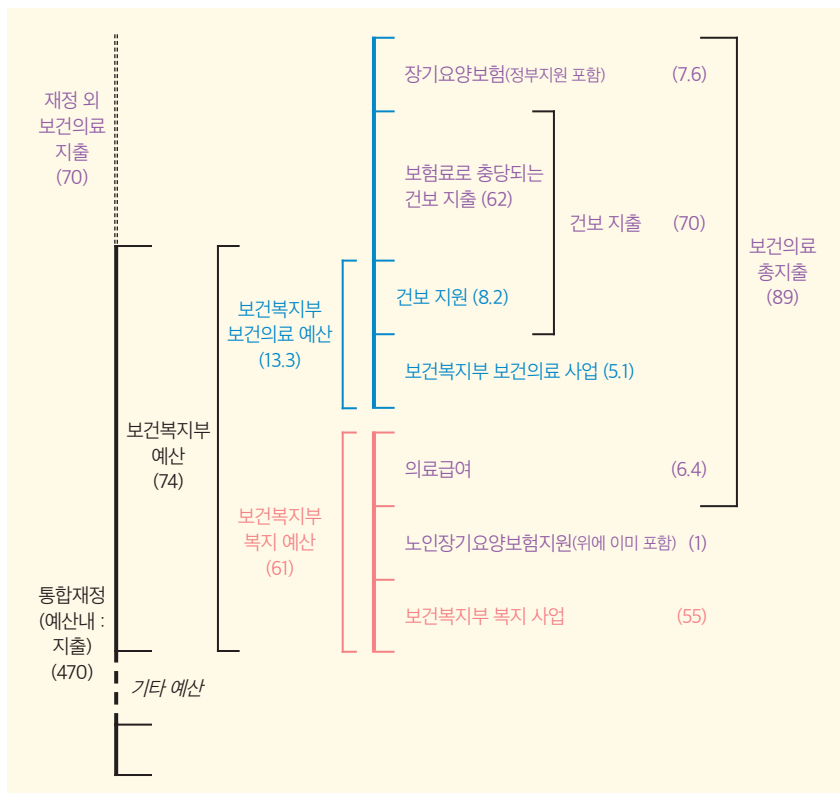 재정 외
보건의료
지출
(70)
통합재정
(예산내 :
지출)
(470)
보건복지부
예산
(74)
기타 예산
보건복지부
보건의료 예산
(13.3)
보건복지부
복지 예산
(61)
장기요양보험(정부지원 포함) (7.6)
보험료로 충당되는
건보 지출 (62)
건보 지출 (70)
건보 지원 (8.2)
보건복지부 보건의료 사업 (5.1)
의료급여 (6.4)
노인장기요양보험지원(위에 이미 포함) (1)
보건복지부 복지 사업 (55)
보건의료
총지출
(89)